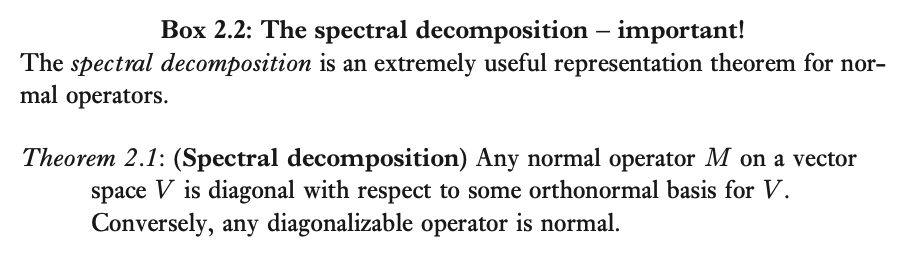 Box 2.2: The spectral decomposition – important!
The spectral decomposition is an extremely useful representation theorem for nor-
mal operators.
Theorem 2.1: (Spectral decomposition) Any normal operator M on a vector
space V is diagonal with respect to some orthonormal basis for V.
Conversely, any diagonalizable operator is normal.